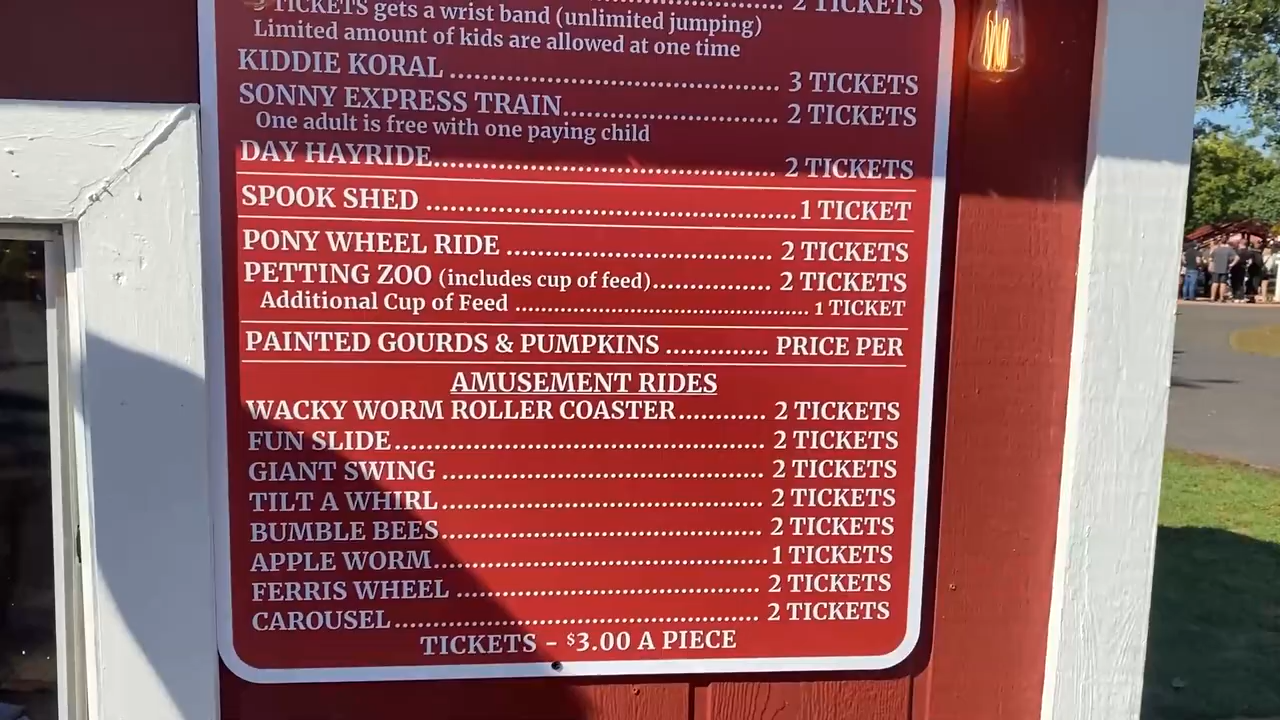 2 TICKETS
3 TICKETS gets a wrist band (unlimited jumping)
Limited amount of kids are allowed at one time
KIDDIE KORAL ........ 3 TICKETS
SONNY EXPRESS TRAIN ........ 2 TICKETS
One adult is free with one paying child
DAY HAYRIDE ........ 2 TICKETS
SPOOK SHED ........ 1 TICKET
PONY WHEEL RIDE ........ 2 TICKETS
PETTING ZOO (includes cup of feed) ........ 2 TICKETS
Additional Cup of Feed ........ 1 TICKET
PAINTED GOURDS & PUMPKINS ........ PRICE PER
AMUSEMENT RIDES
WACKY WORM ROLLER COASTER ........ 2 TICKETS
FUN SLIDE ........ 2 TICKETS
GIANT SWING ........ 2 TICKETS
TILT A WHIRL ........ 2 TICKETS
BUMBLE BEES ........ 2 TICKETS
APPLE WORM ........ 1 TICKETS
FERRIS WHEEL ........ 2 TICKETS
CAROUSEL ........ 2 TICKETS
TICKETS - $3.00 A PIECE